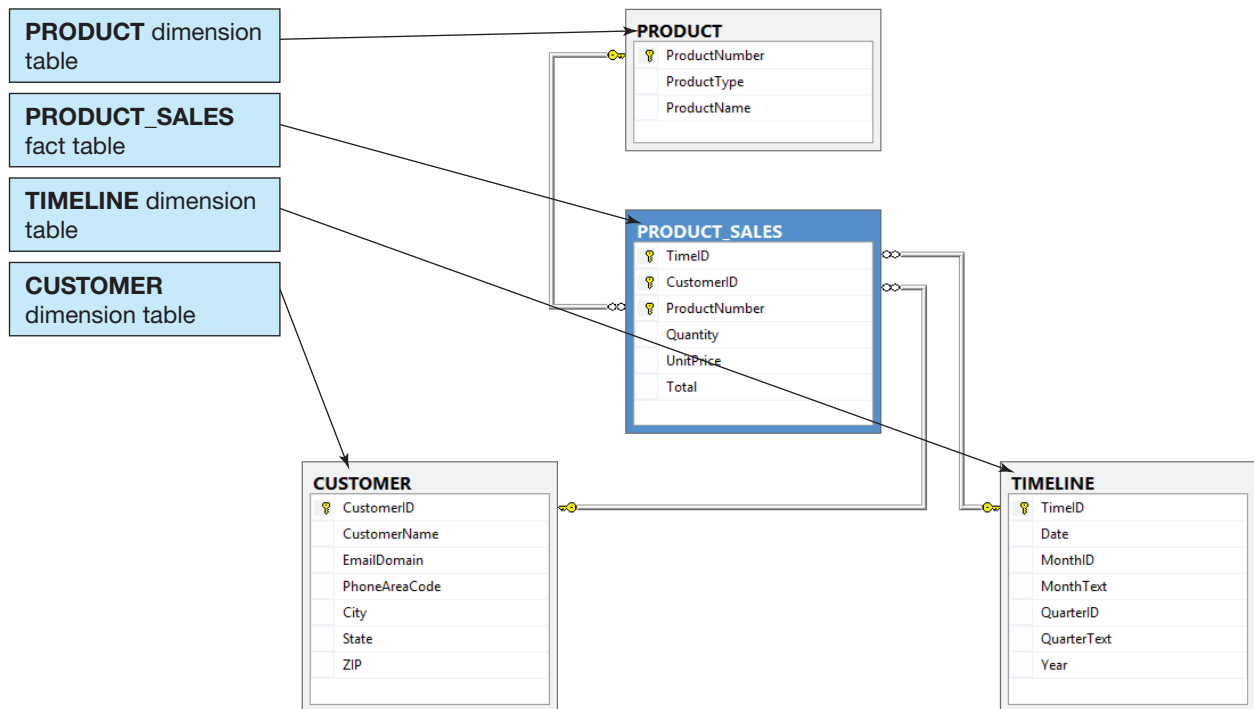 PRODUCT dimension
table
PRODUCT_SALES
fact table
TIMELINE dimension
table
CUSTOMER
dimension table
PRODUCT
ProductNumber
ProductType
ProductName
PRODUCT_SALES
TimeID
CustomerID
ProductNumber
Quantity
UnitPrice
Total
CUSTOMER
CustomerID
CustomerName
EmailDomain
PhoneAreaCode
City
State
ZIP
TIMELINE
TimeID
Date
MonthID
MonthText
QuarterID
QuarterText
Year